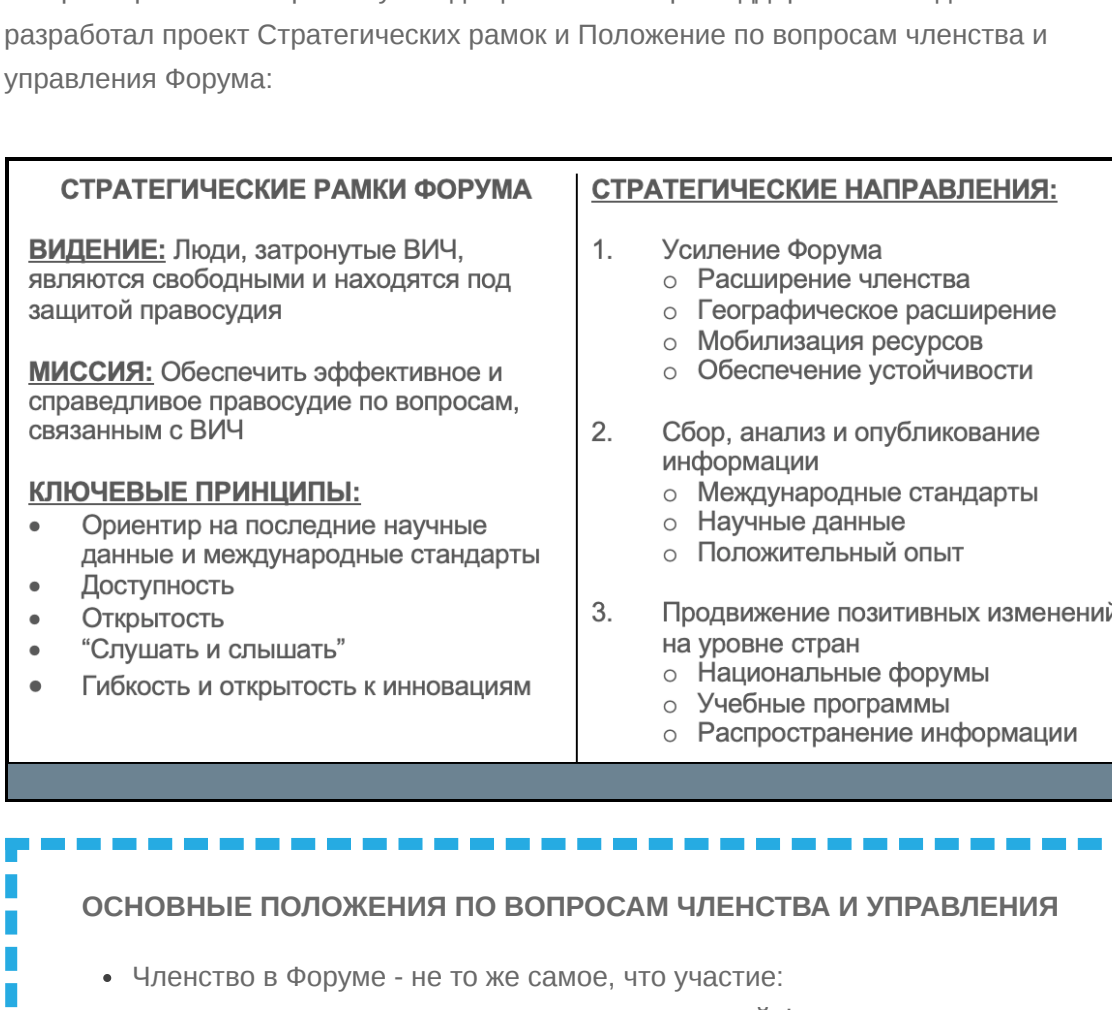 разработал проект Стратегических рамок и Положение по вопросам членства и
управления Форума:
СТРАТЕГИЧЕСКИЕ РАМКИ ФОРУМА
ВИДЕНИЕ: Люди, затронутые ВИЧ,
являются свободными и находятся под
защитой правосудия
МИССИЯ: Обеспечить эффективное и
справедливое правосудие по вопросам,
связанным с ВИЧ
КЛЮЧЕВЫЕ ПРИНЦИПЫ:
• Ориентир на последние научные
данные и международные стандарты
• Доступность
• Открытость
• “Слушать и слышать”
• Гибкость и открытость к инновациям
СТРАТЕГИЧЕСКИЕ НАПРАВЛЕНИЯ:
1. Усиление Форума
o Расширение членства
o Географическое расширение
o Мобилизация ресурсов
o Обеспечение устойчивости
2. Сбор, анализ и опубликование
информации
o Международные стандарты
o Научные данные
o Положительный опыт
3. Продвижение позитивных изменений
на уровне стран
o Национальные форумы
o Учебные программы
o Распространение информации
ОСНОВНЫЕ ПОЛОЖЕНИЯ ПО ВОПРОСАМ ЧЛЕНСТВА И УПРАВЛЕНИЯ
• Членство в Форуме - не то же самое, что участие: